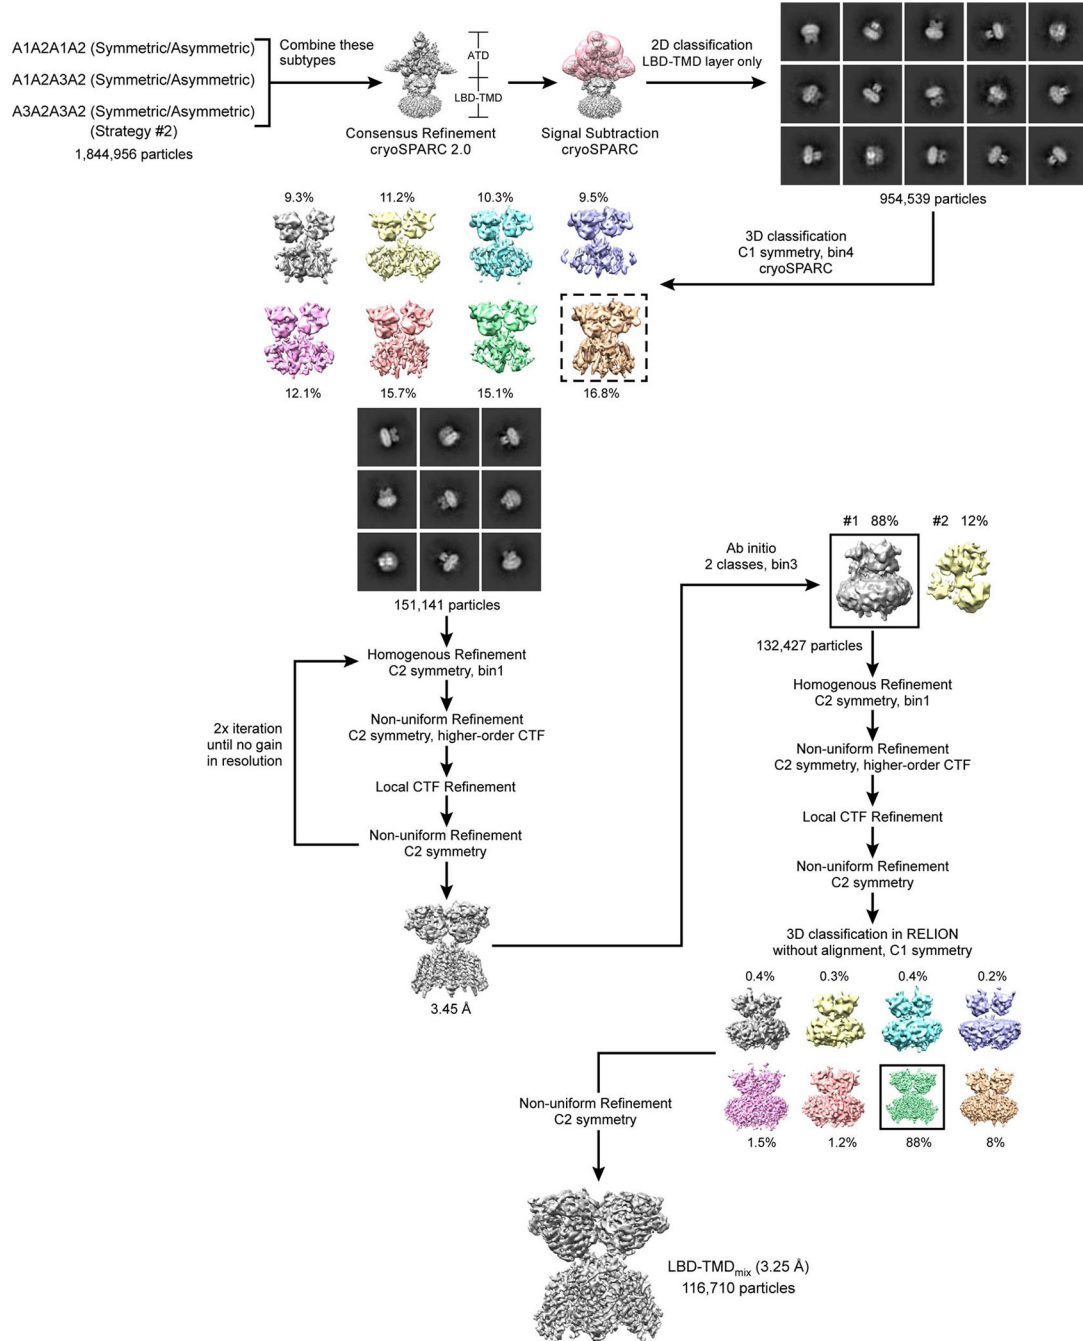 A1A2A1A2 (Symmetric/Asymmetric)
A1A2A3A2 (Symmetric/Asymmetric)
A3A2A3A2 (Symmetric/Asymmetric)
(Strategy #2)
1,844,956 particles
Combine these
subtypes
ATD
LBD-TMD
Consensus Refinement
cryoSPARC 2.0
Signal Subtraction
cryoSPARC
2D classification
LBD-TMD layer only
954,539 particles
3D classification
C1 symmetry, bin4
cryoSPARC
9.3%
11.2%
10.3%
9.5%
12.1%
15.7%
15.1%
16.8%
151,141 particles
Homogenous Refinement
C2 symmetry, bin1
Non-uniform Refinement
C2 symmetry, higher-order CTF
Local CTF Refinement
Non-uniform Refinement
C2 symmetry
2x iteration
until no gain
in resolution
3.45 Å
Ab initio
2 classes, bin3
#1 88%
#2 12%
132,427 particles
Homogenous Refinement
C2 symmetry, bin1
Non-uniform Refinement
C2 symmetry, higher-order CTF
Local CTF Refinement
Non-uniform Refinement
C2 symmetry
3D classification in RELION
without alignment, C1 symmetry
0.4%
0.3%
0.4%
0.2%
1.5%
1.2%
88%
8%
Non-uniform Refinement
C2 symmetry
LBD-TMDmix (3.25 Å)
116,710 particles